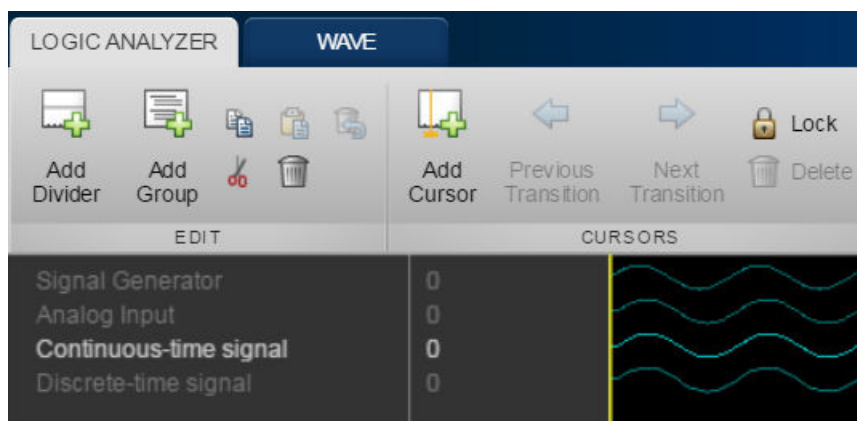 LOGIC ANALYZER
WAVE
Add
Divider
Add
Group
Add
Cursor
Previous
Transition
Next
Transition
Lock
Delete
EDIT
CURSORS
Signal Generator 0
Analog Input 0
Continuous-time signal 0
Discrete-time signal 0